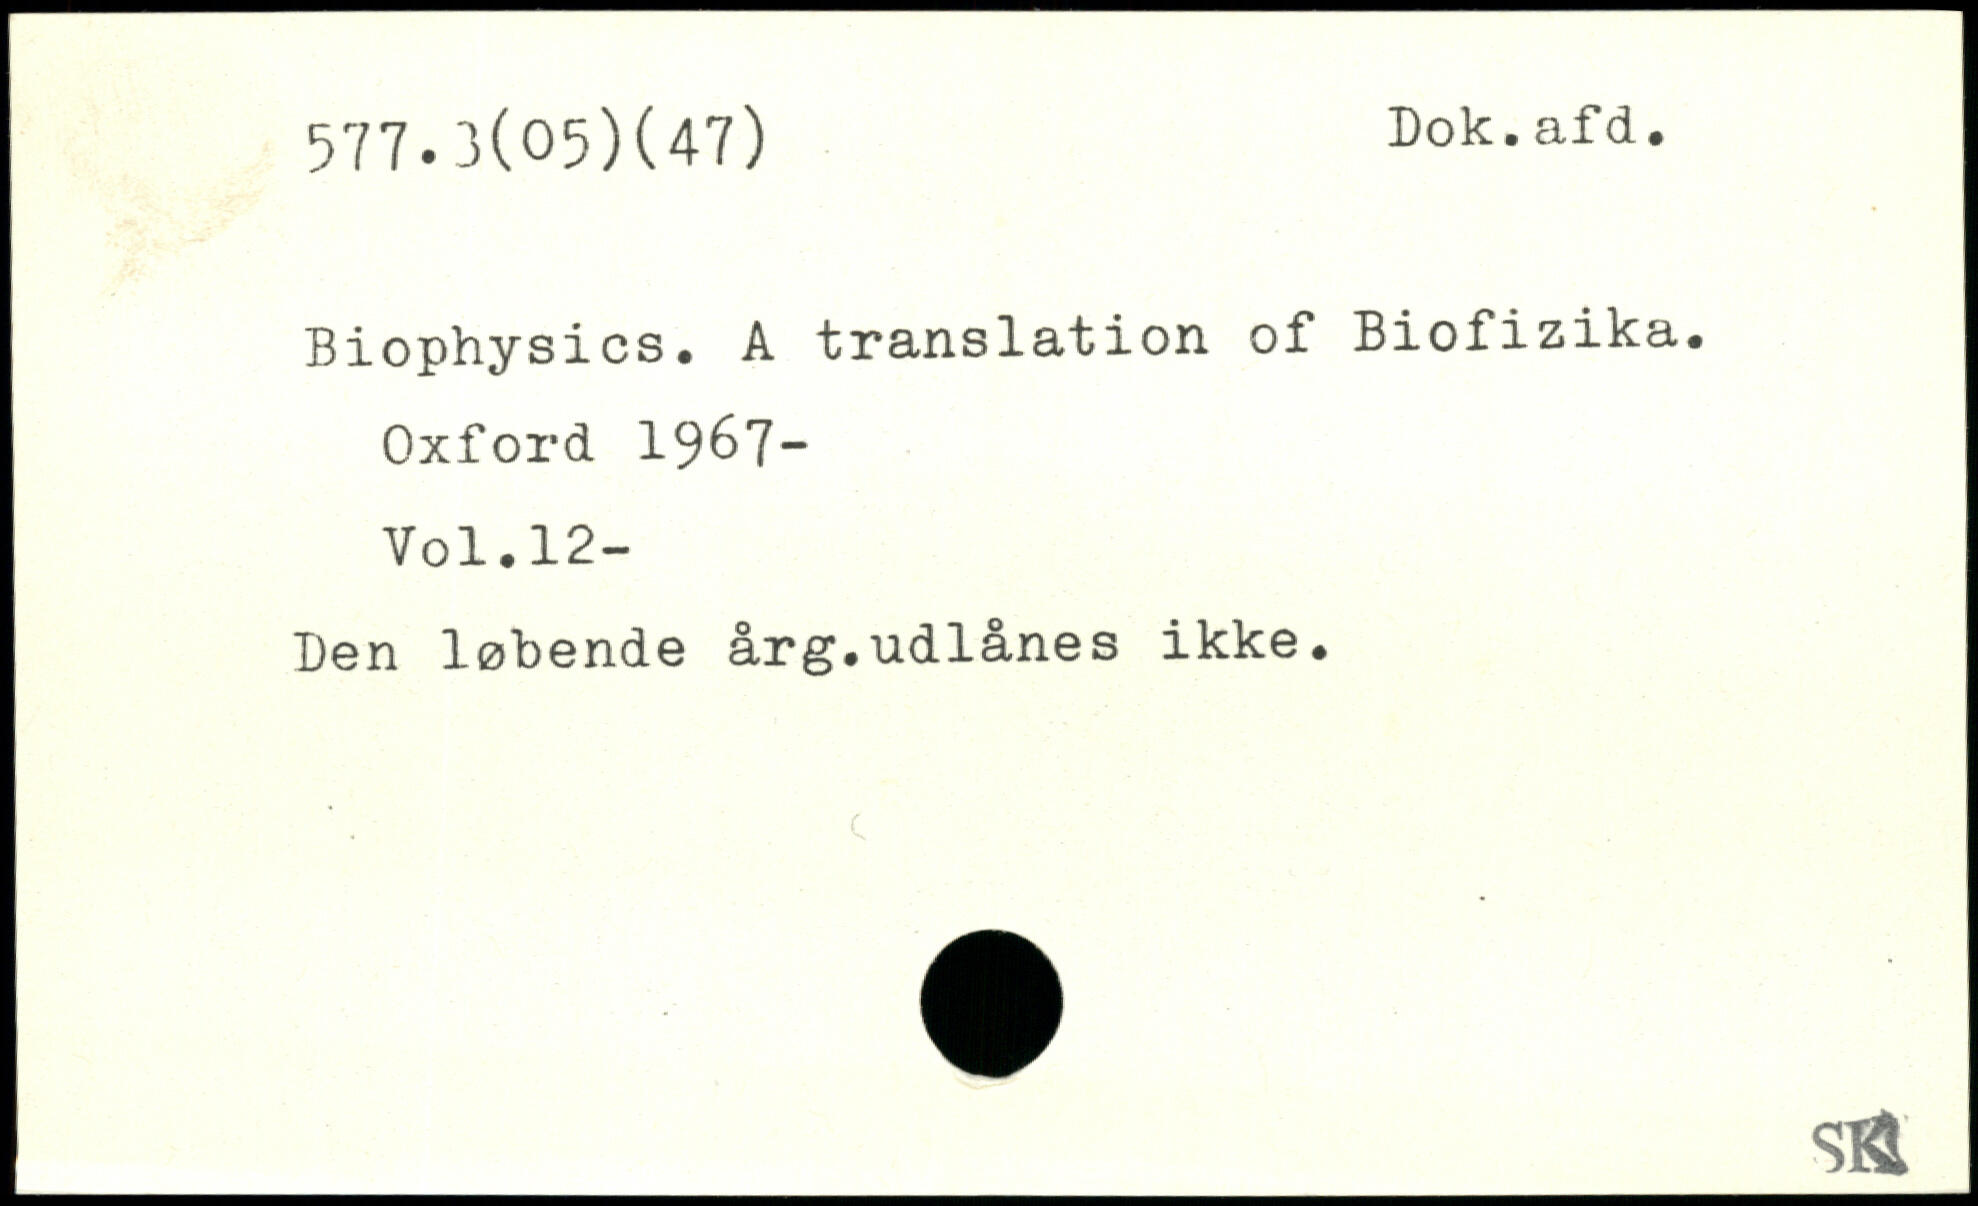 577.3(05)(47) Dok.afd.
Biophysics. A translation of Biofizika.
Oxford 1967-
Vol.12-
Den løbende årg.udlånes ikke.
SK